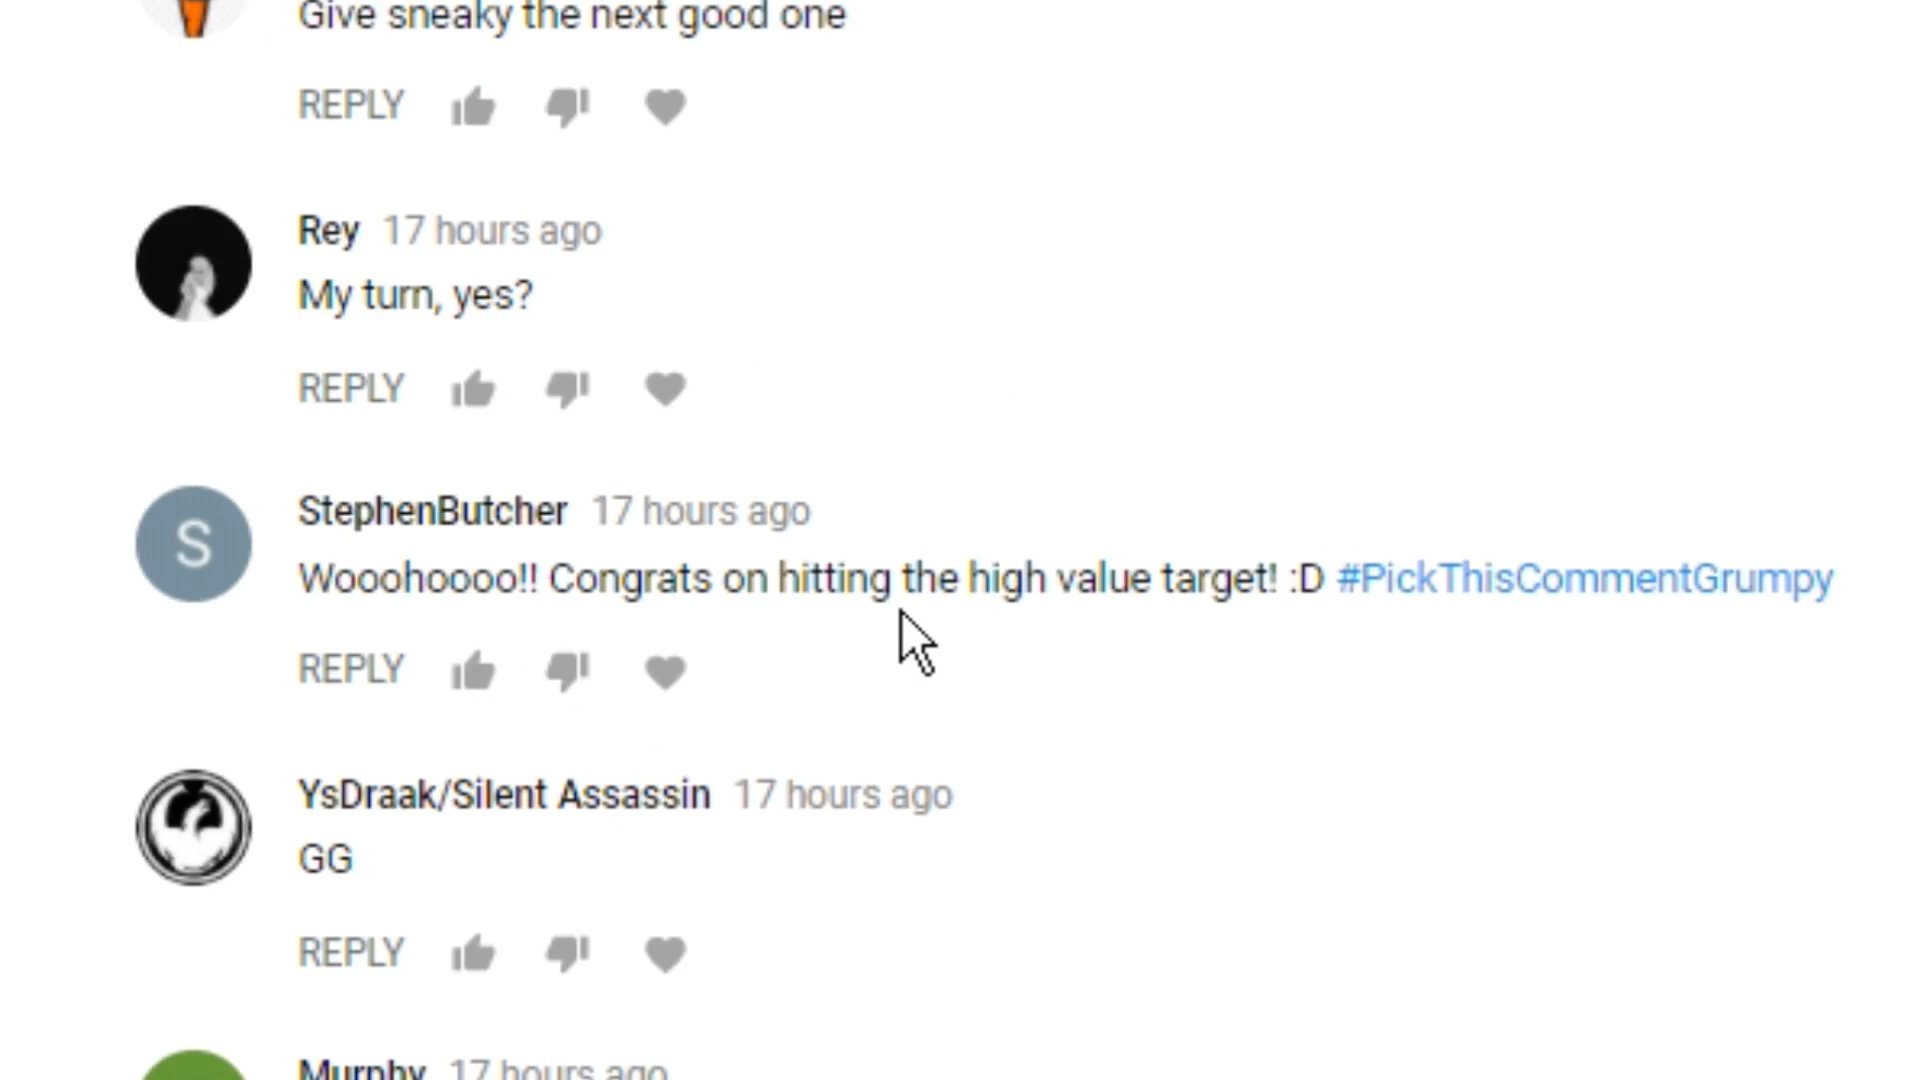 Give sneaky the next good one
REPLY
Rey 17 hours ago
My turn, yes?
REPLY
S
StephenButcher 17 hours ago
Wooohoooo!! Congrats on hitting the high value target! :D #PickThisCommentGrumpy
REPLY
YsDraak/Silent Assassin 17 hours ago
GG
REPLY
Murphy 17 hours ago